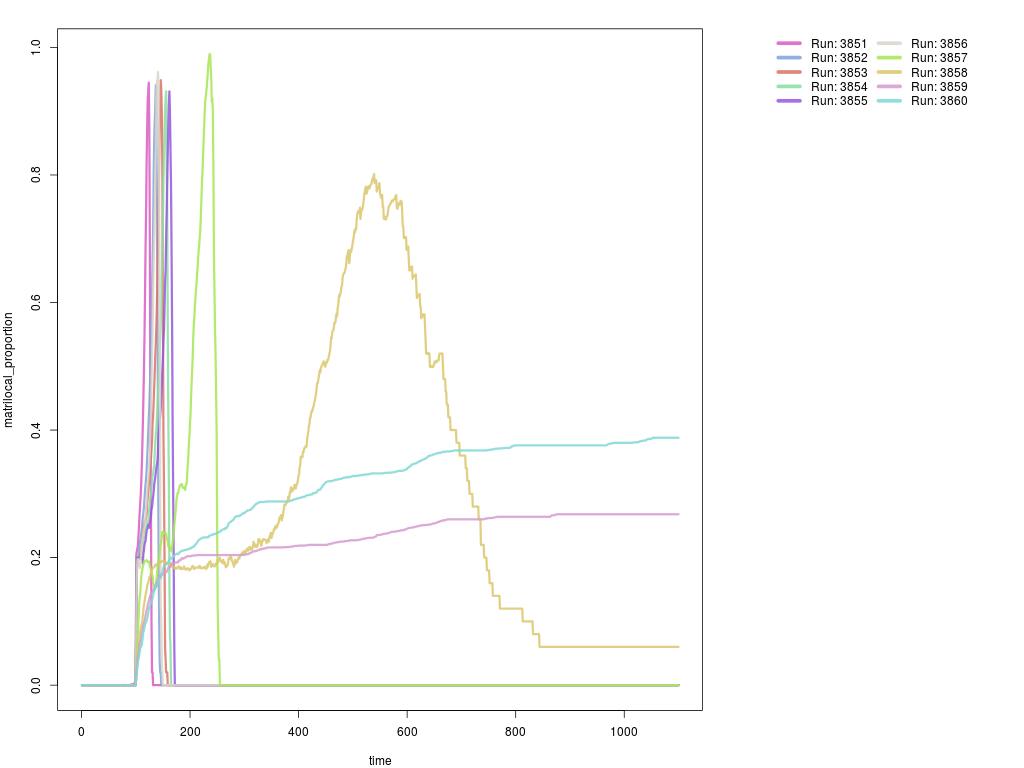 1.0
0.8
0.6
0.4
0.2
0.0
matrilocal_proportion
0 200 400 600 800 1000
time
Run: 3851 Run: 3856
Run: 3852 Run: 3857
Run: 3853 Run: 3858
Run: 3854 Run: 3859
Run: 3855 Run: 3860